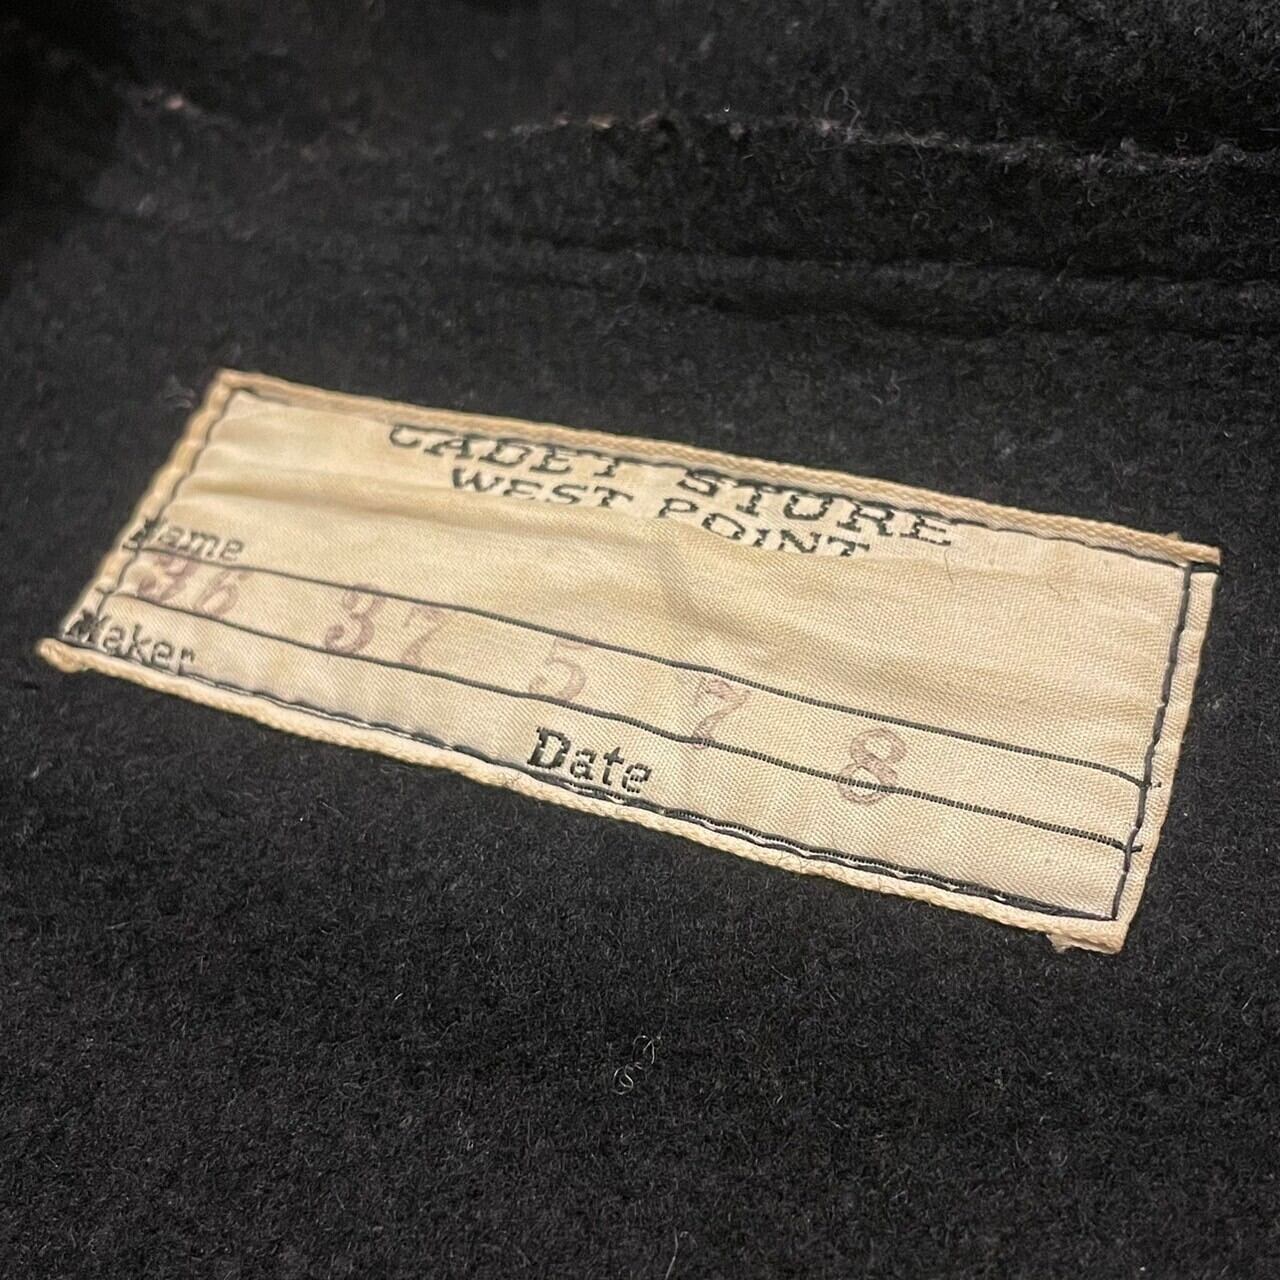 CADET STORE
WEST POINT
Name
36 37 5 7 8
Maker
Date